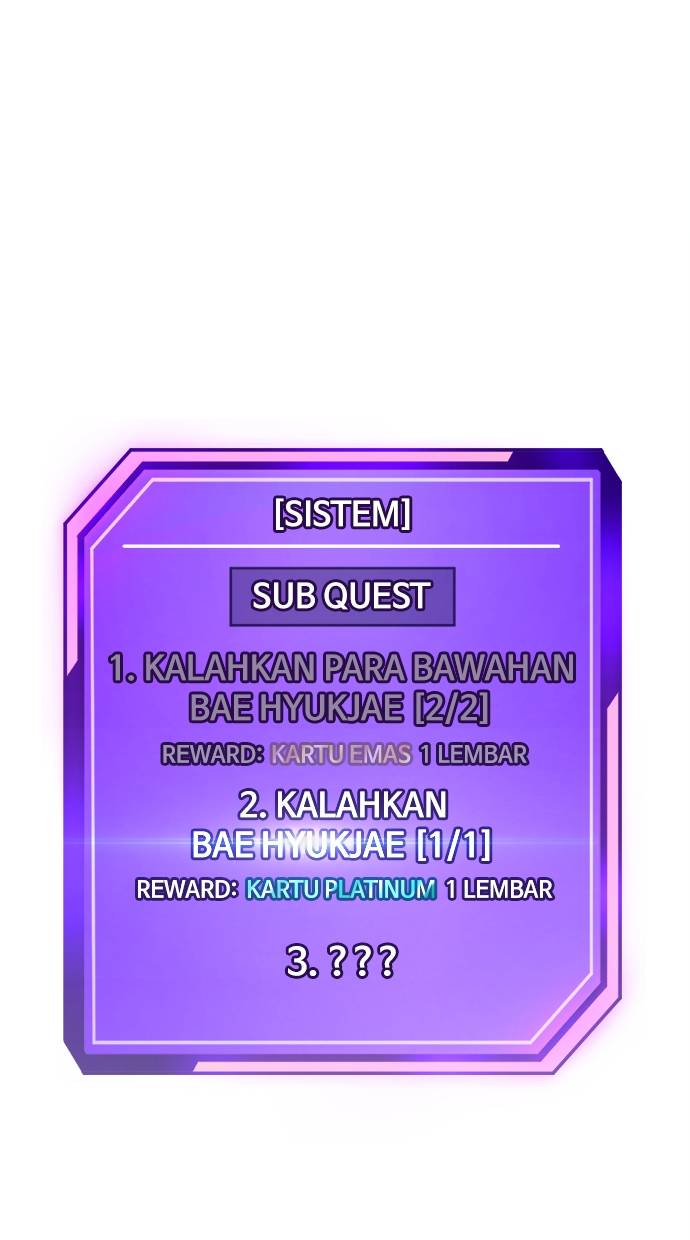 [SISTEM]
SUB QUEST
1. KALAHKAN PARA BAWAHAN
BAE HYUKJAE [2/2]
REWARD: KARTU EMAS 1 LEMBAR
2. KALAHKAN
BAE HYUKJAE [1/1]
REWARD: KARTU PLATINUM 1 LEMBAR
3. ???